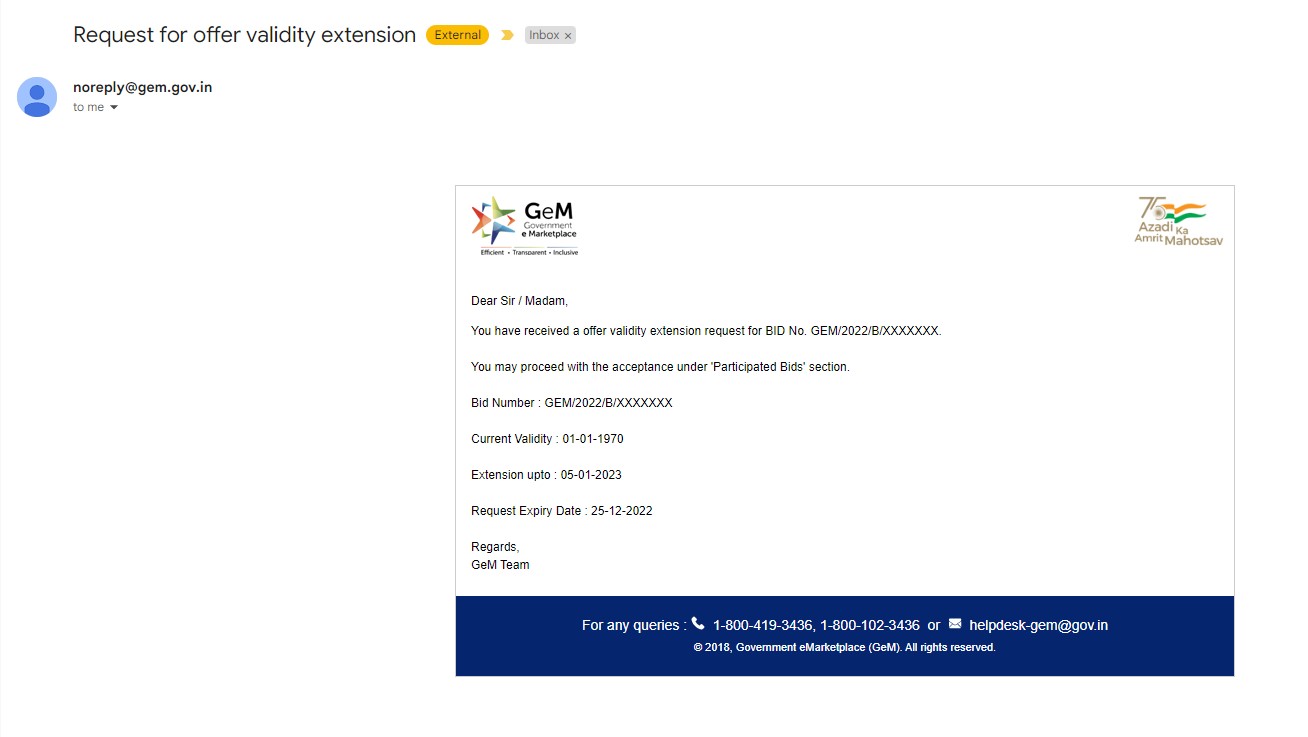 Request for offer validity extension External Inbox ×
noreply@gem.gov.in
to me
GeM
Government
e Marketplace
Efficient • Transparent • Inclusive
75
Azadi Ka
Amrit Mahotsav
Dear Sir / Madam,
You have received a offer validity extension request for BID No. GEM/2022/B/XXXXXXX.
You may proceed with the acceptance under 'Participated Bids' section.
Bid Number : GEM/2022/B/XXXXXXX
Current Validity : 01-01-1970
Extension upto : 05-01-2023
Request Expiry Date : 25-12-2022
Regards,
GeM Team
For any queries : 1-800-419-3436, 1-800-102-3436 or helpdesk-gem@gov.in
© 2018, Government eMarketplace (GeM). All rights reserved.